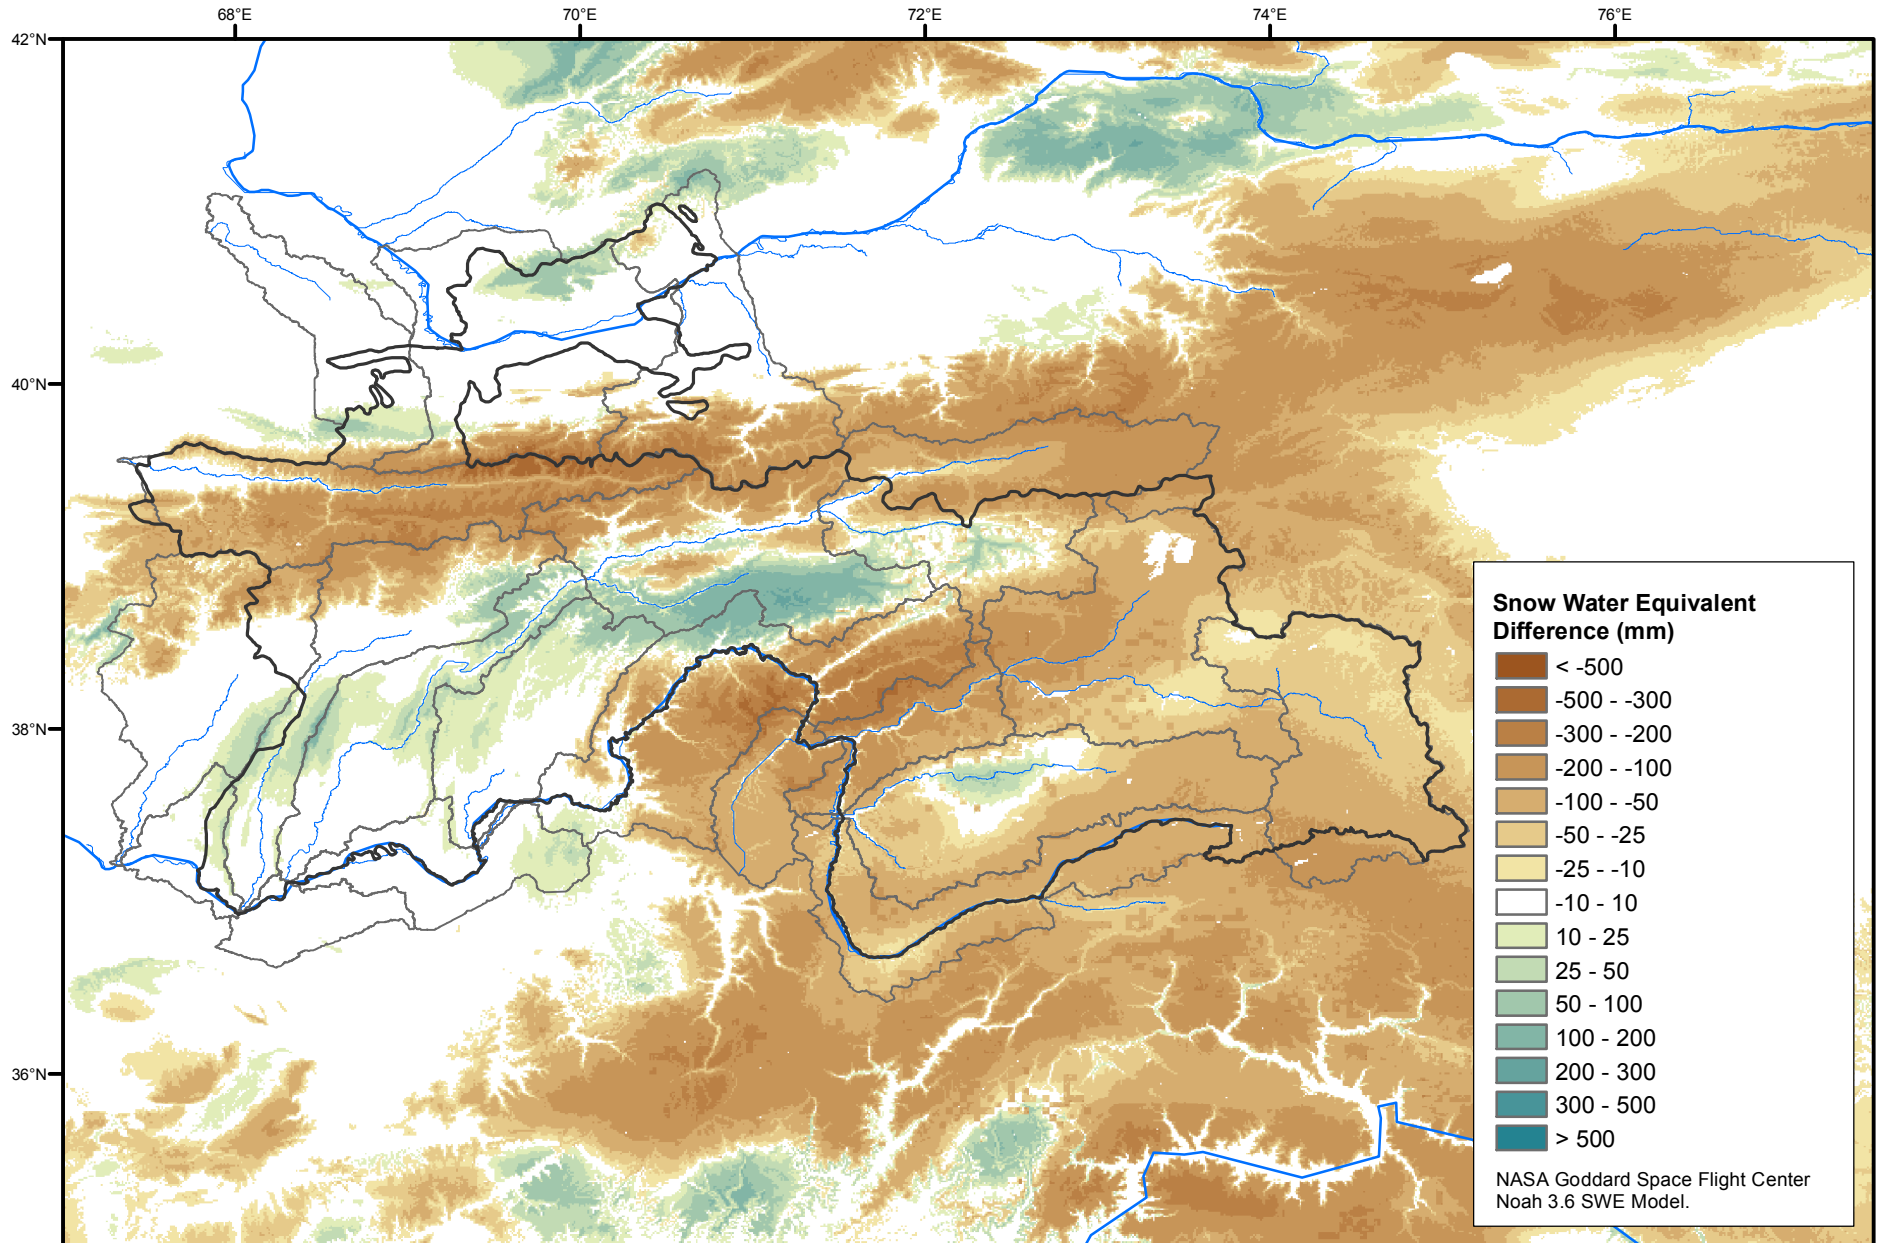 68°E
70°E
72°E
74°E
76°E
42°N
40°N
38°N
36°N
Snow Water Equivalent
Difference (mm)
< -500
-500 - -300
-300 - -200
-200 - -100
-100 - -50
-50 - -25
-25 - -10
-10 - 10
10 - 25
25 - 50
50 - 100
100 - 200
200 - 300
300 - 500
> 500
NASA Goddard Space Flight Center
Noah 3.6 SWE Model.